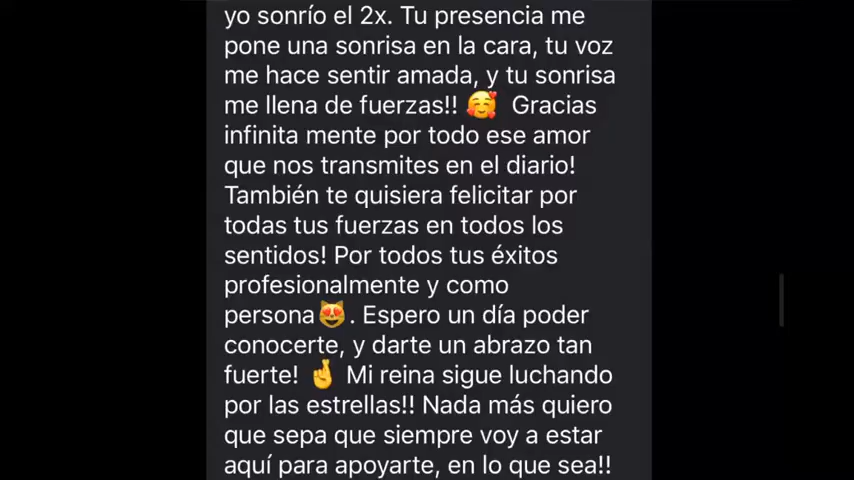 yo sonrío el 2x. Tu presencia me
pone una sonrisa en la cara, tu voz
me hace sentir amada, y tu sonrisa
me llena de fuerzas!! 🥰 Gracias
infinita mente por todo ese amor
que nos transmites en el diario!
También te quisiera felicitar por
todas tus fuerzas en todos los
sentidos! Por todos tus éxitos
profesionalmente y como
persona😻. Espero un día poder
conocerte, y darte un abrazo tan
fuerte! 🤞 Mi reina sigue luchando
por las estrellas!! Nada más quiero
que sepa que siempre voy a estar
aquí para apoyarte, en lo que sea!!